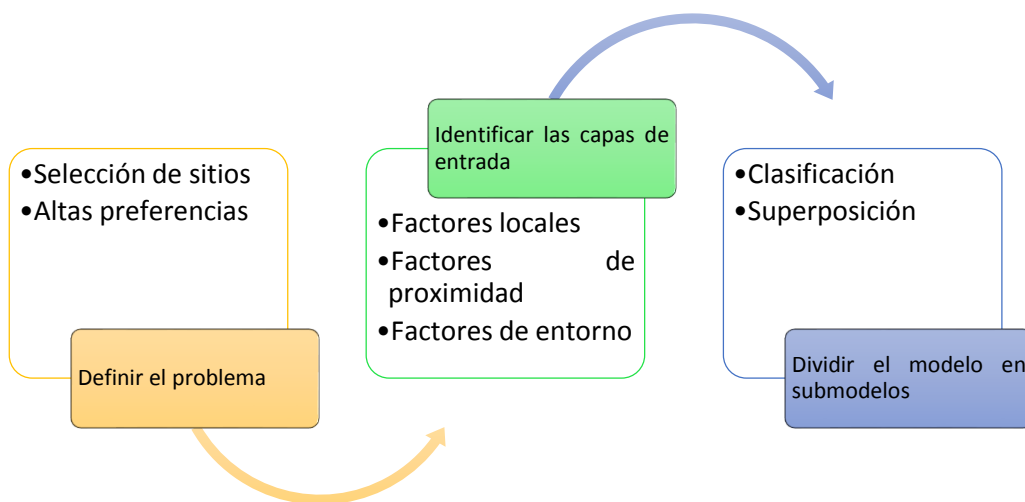 •Selección de sitios
•Altas preferencias
Definir el problema
Identificar las capas de
entrada
•Factores locales
•Factores de
proximidad
•Factores de entorno
•Clasificación
•Superposición
Dividir el modelo en
submodelos